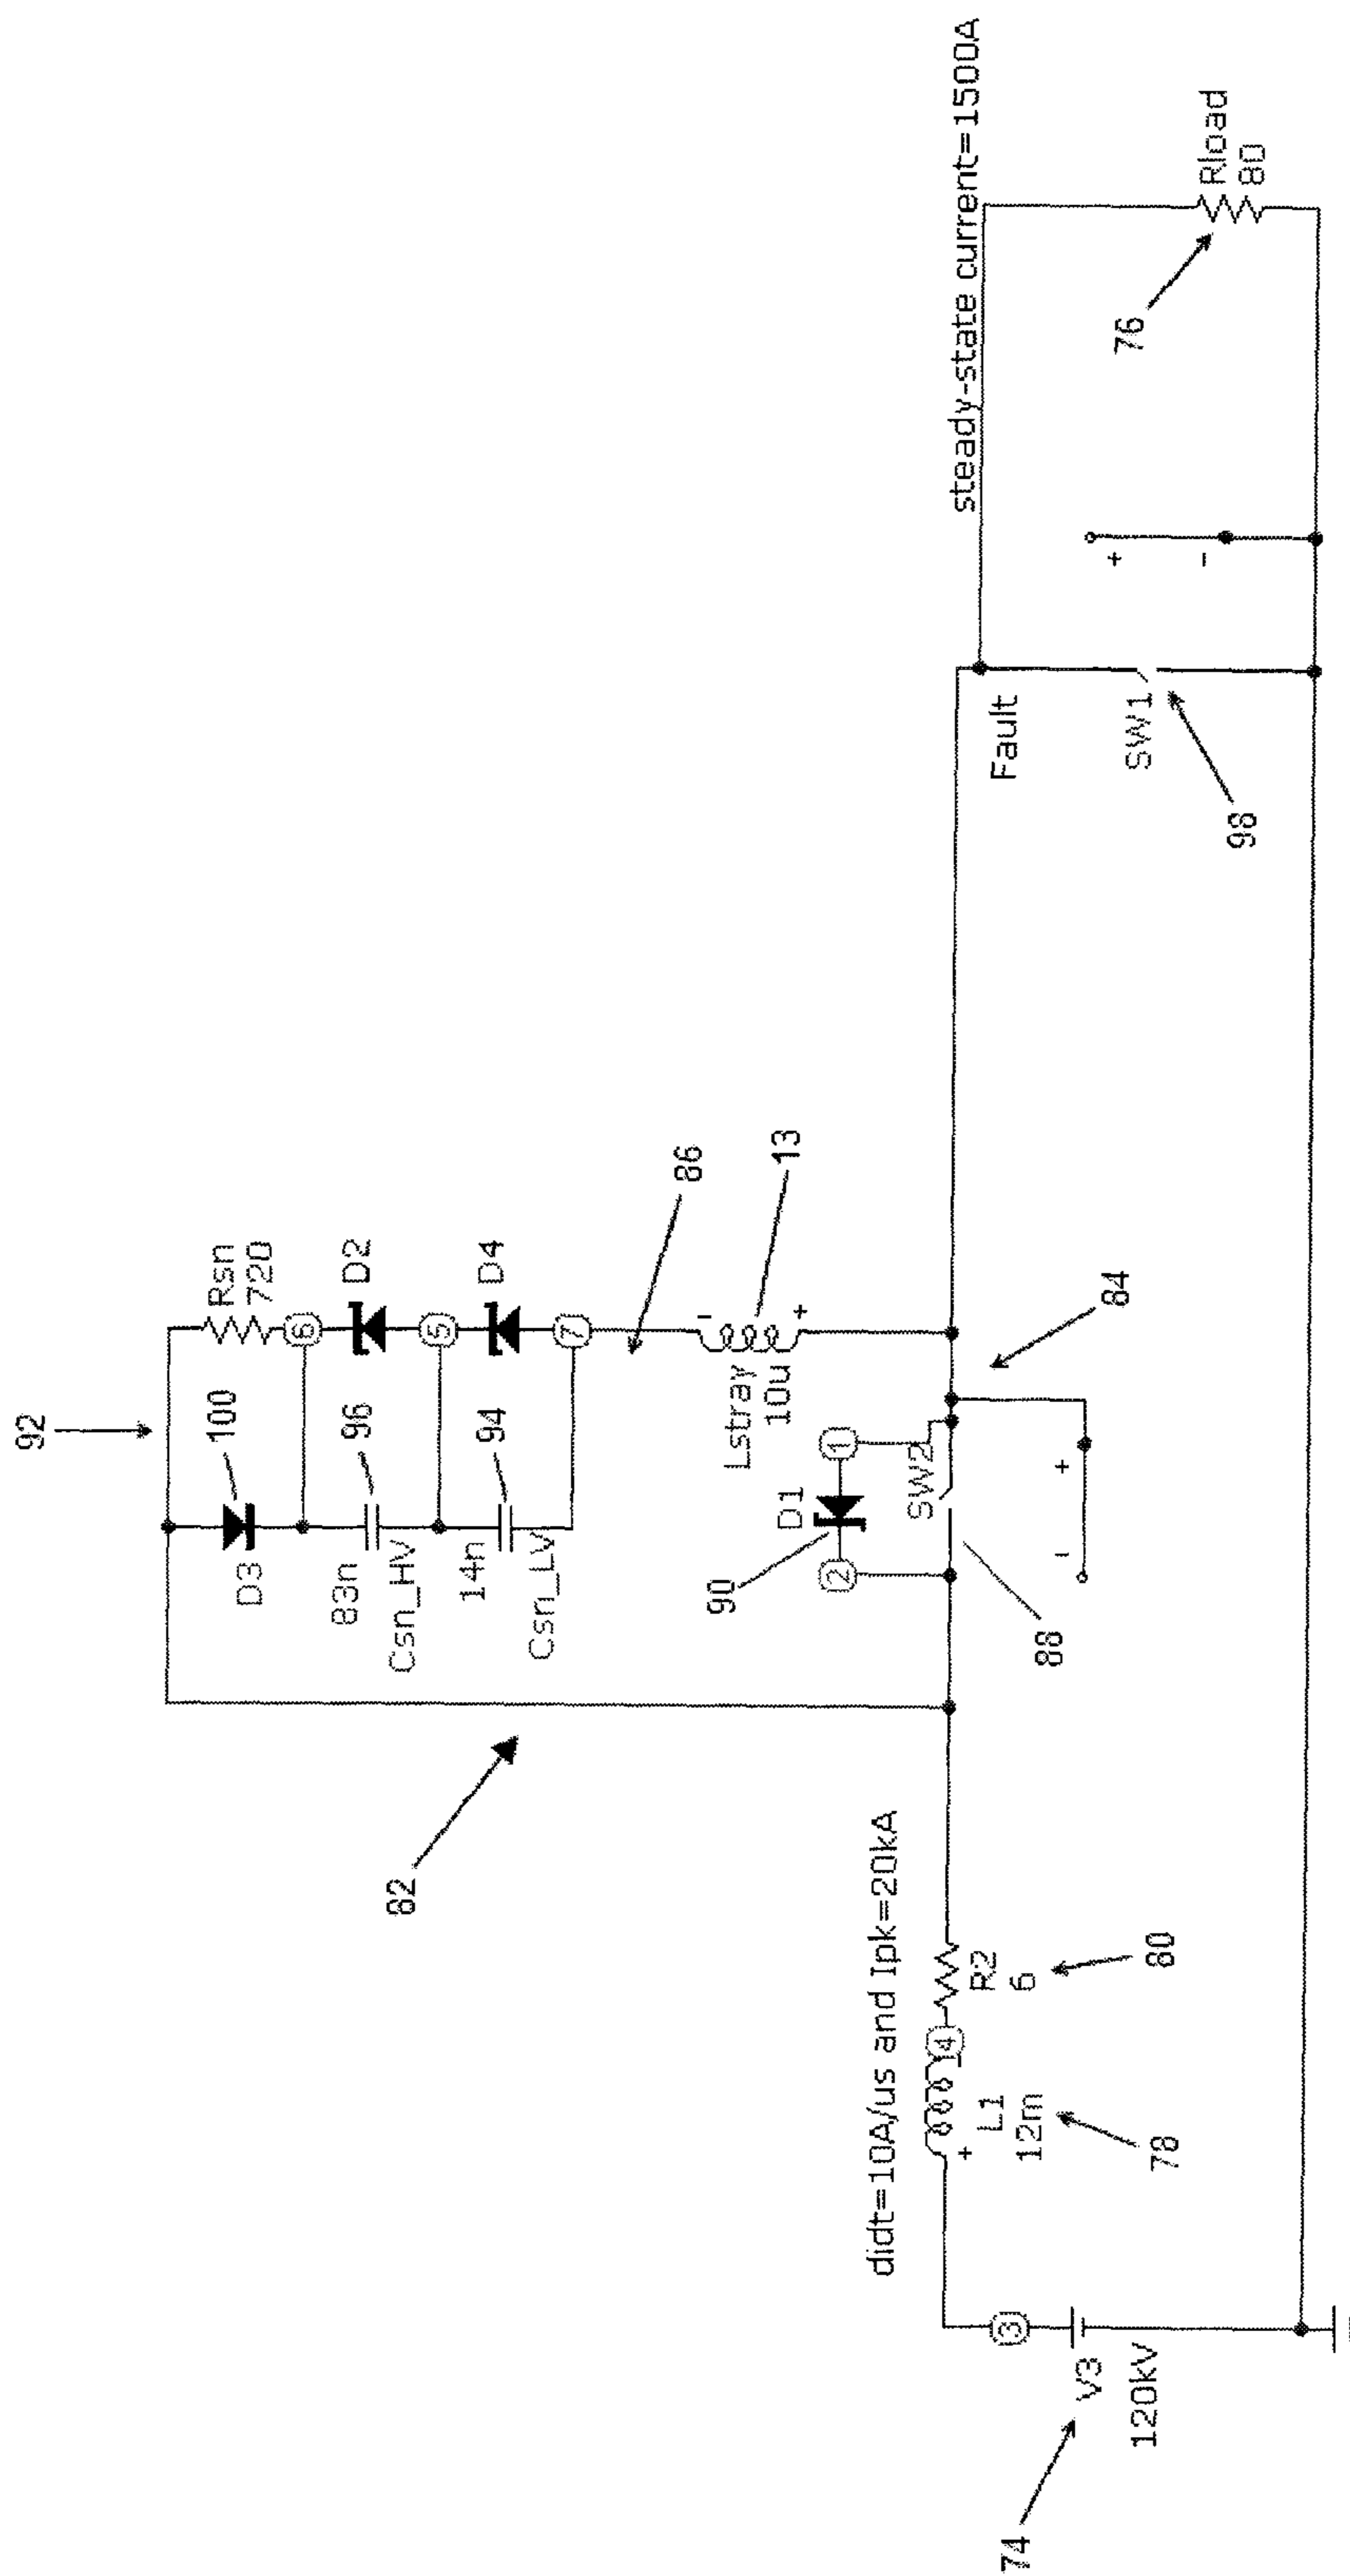 92
Rsn
720
100
D3
6
D2
96
83n
Csn_HV
5
D4
94
14n
Csn_LV
7
86
82
Lstray
10u
-
+
13
D1
1
2
90
SW2
84
88
+
-
didt=10A/us and Ipk=20kA
steady-state current=1500A
Fault
SW1
98
+
-
Rload
80
76
R2
6
80
4
L1
12m
+
78
3
V3
120kV
74